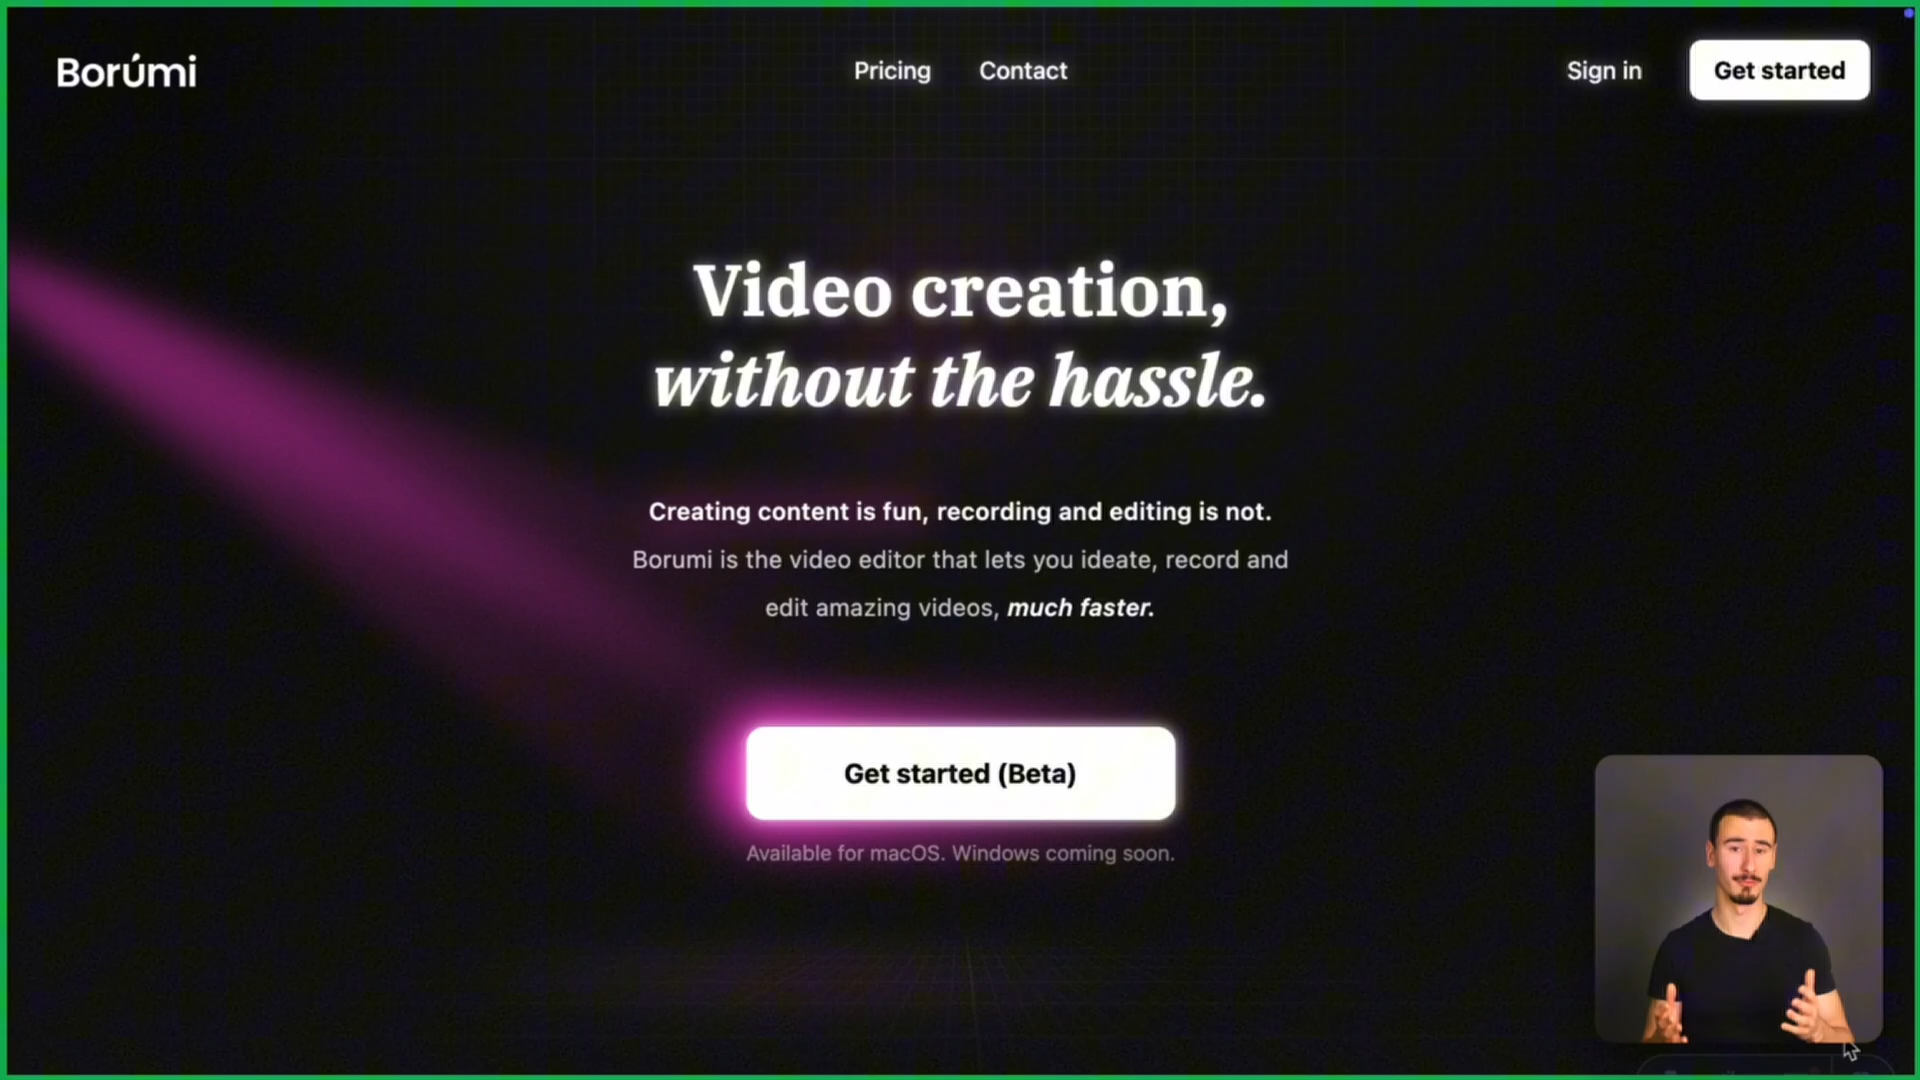 Borúmi
Pricing
Contact
Sign in
Get started
Video creation,
without the hassle.
Creating content is fun, recording and editing is not.
Borumi is the video editor that lets you ideate, record and
edit amazing videos, much faster.
Get started (Beta)
Available for macOS. Windows coming soon.